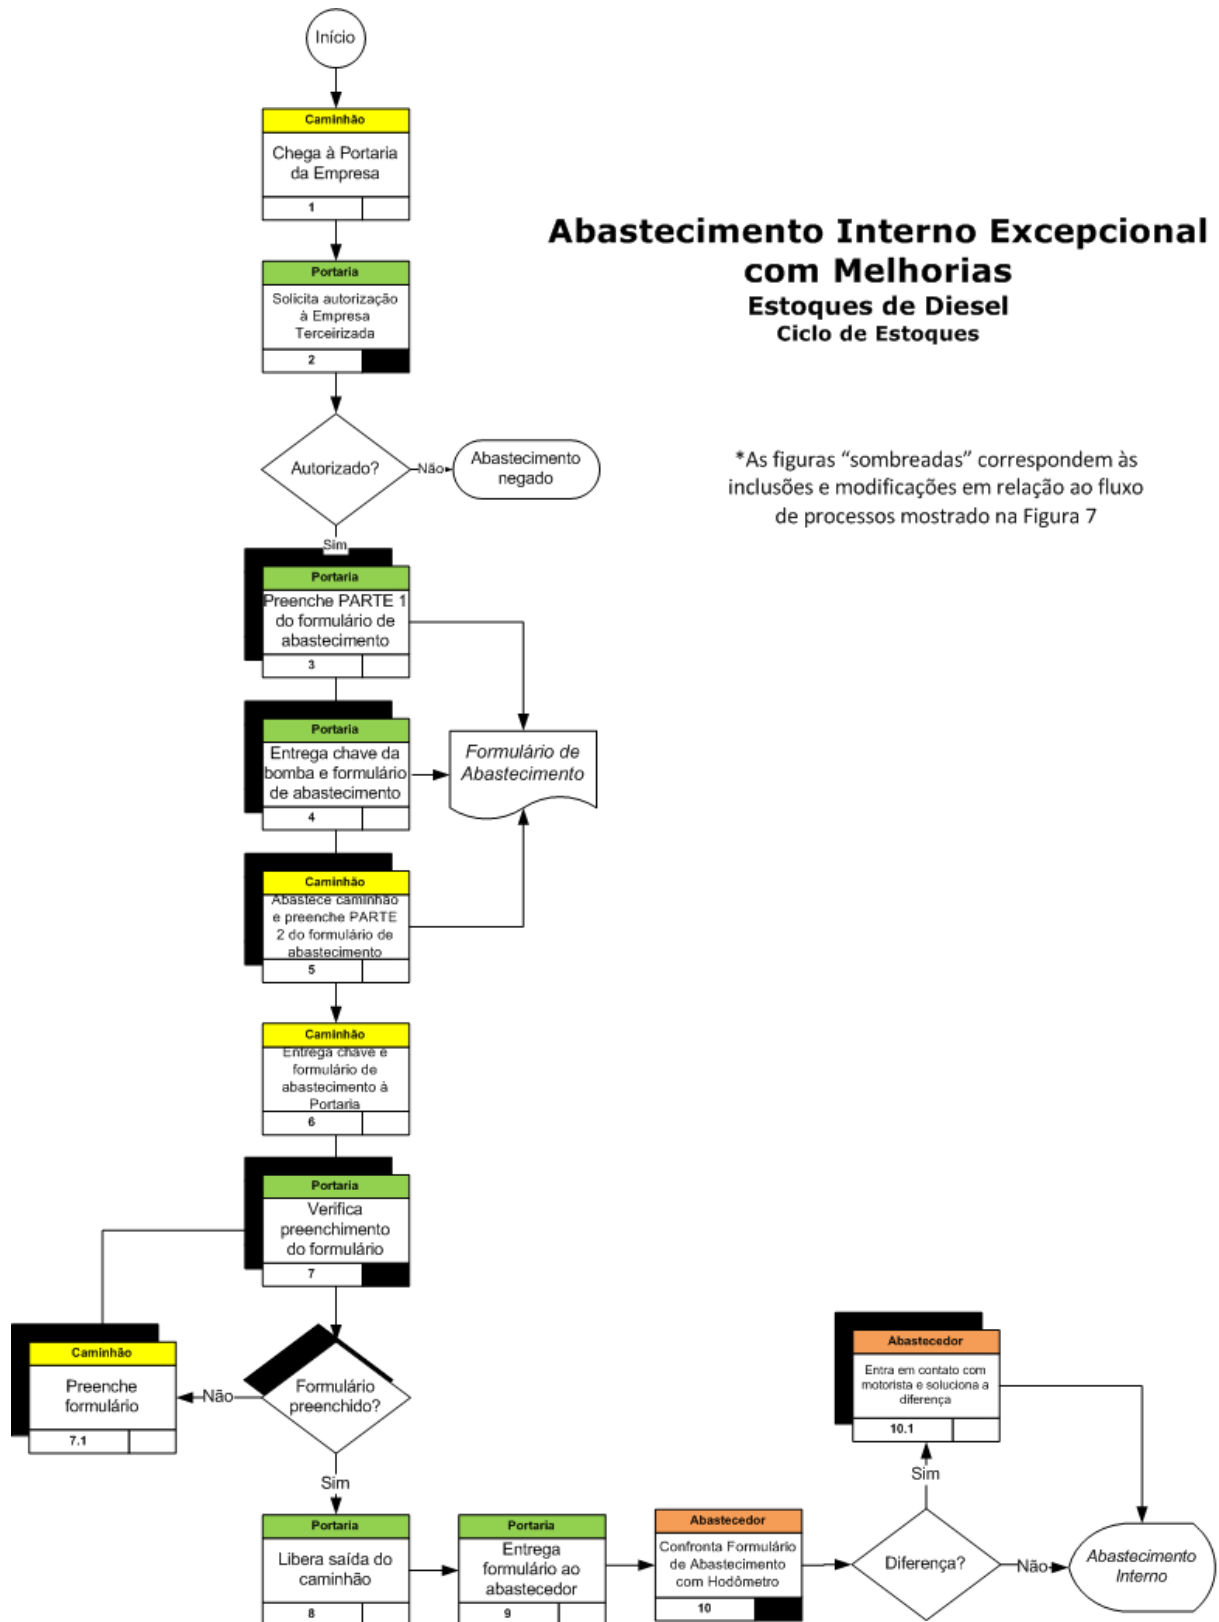 Início
Caminhão
Chega à Portaria
da Empresa
1
Abastecimento Interno Excepcional
com Melhorias
Estoques de Diesel
Ciclo de Estoques
Portaria
Solicita autorização
à Empresa
Terceirizada
2
Autorizado?
Não
Abastecimento
negado
*As figuras “sombreadas” correspondem às
inclusões e modificações em relação ao fluxo
de processos mostrado na Figura 7
Sim
Portaria
Preenche PARTE 1
do formulário de
abastecimento
3
Portaria
Entrega chave da
bomba e formulário
de abastecimento
4
Formulário de
Abastecimento
Caminhão
Abastece caminhão
e preenche PARTE
2 do formulário de
abastecimento
5
Caminhão
Entrega chave e
formulário de
abastecimento à
Portaria
6
Portaria
Verifica
preenchimento
do formulário
7
Caminhão
Preenche
formulário
7.1
Não
Formulário
preenchido?
Sim
Portaria
Libera saída do
caminhão
8
Portaria
Entrega
formulário ao
abastecedor
9
Abastecedor
Confronta Formulário
de Abastecimento
com Hodômetro
10
Diferença?
Sim
Abastecedor
Entra em contato com
motorista e soluciona a
diferença
10.1
Não
Abastecimento
Interno